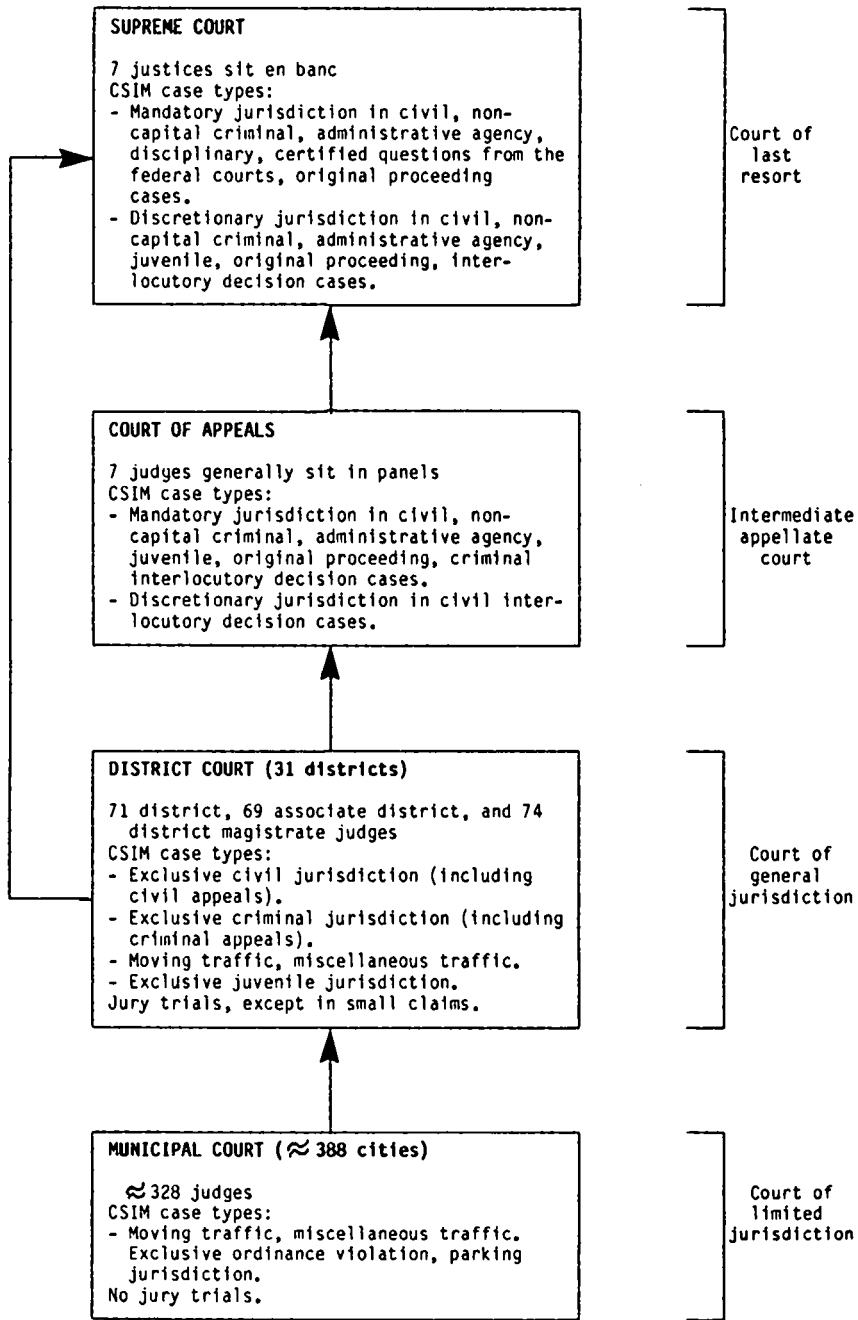 SUPREME COURT
7 justices sit en banc
CSIM case types:
- Mandatory jurisdiction in civil, non-
capital criminal, administrative agency,
disciplinary, certified questions from the
federal courts, original proceeding
cases.
- Discretionary jurisdiction in civil, non-
capital criminal, administrative agency,
juvenile, original proceeding, inter-
locutory decision cases.
Court of
last
resort
COURT OF APPEALS
7 judges generally sit in panels
CSIM case types:
- Mandatory jurisdiction in civil, non-
capital criminal, administrative agency,
juvenile, original proceeding, criminal
interlocutory decision cases.
- Discretionary jurisdiction in civil inter-
locutory decision cases.
Intermediate
appellate
court
DISTRICT COURT (31 districts)
71 district, 69 associate district, and 74
district magistrate judges
CSIM case types:
- Exclusive civil jurisdiction (including
civil appeals).
- Exclusive criminal jurisdiction (including
criminal appeals).
- Moving traffic, miscellaneous traffic.
- Exclusive juvenile jurisdiction.
Jury trials, except in small claims.
Court of
general
jurisdiction
MUNICIPAL COURT (≈ 388 cities)
≈328 judges
CSIM case types:
- Moving traffic, miscellaneous traffic.
Exclusive ordinance violation, parking
jurisdiction.
No jury trials.
Court of
limited
jurisdiction